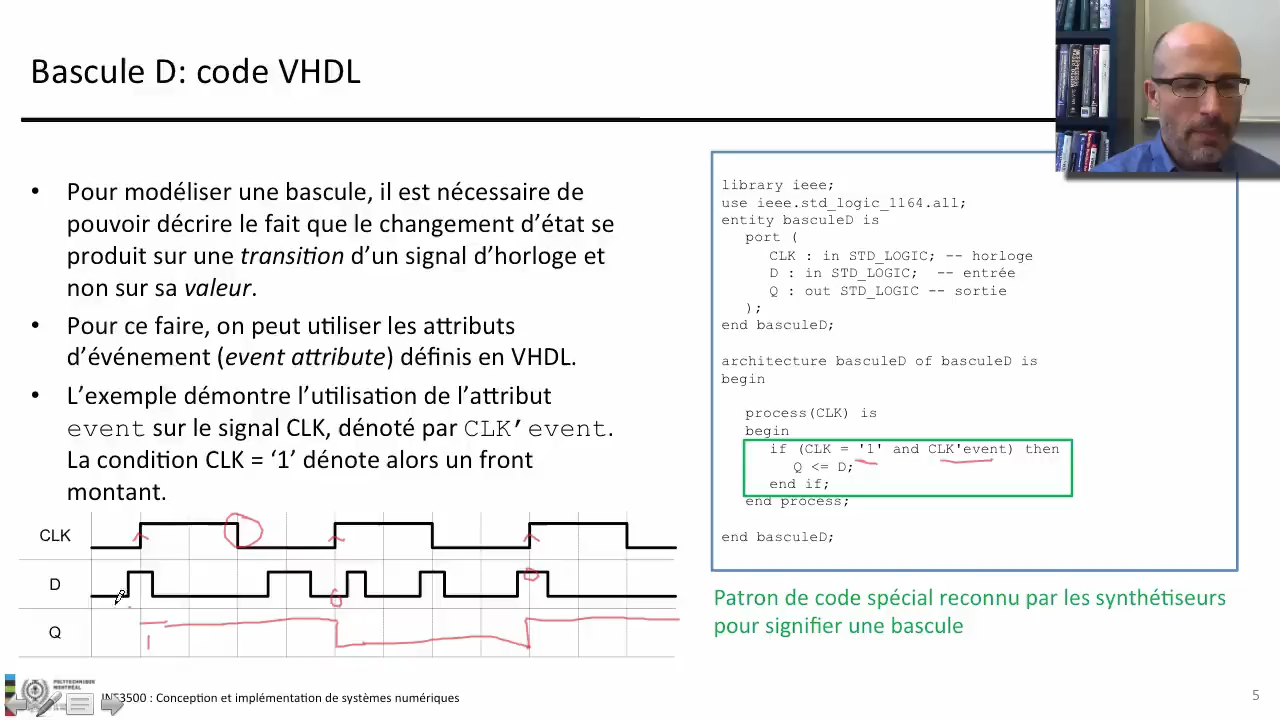 Bascule D: code VHDL
• Pour modéliser une bascule, il est nécessaire de
pouvoir décrire le fait que le changement d’état se
produit sur une transition d’un signal d’horloge et
non sur sa valeur.
• Pour ce faire, on peut utiliser les attributs
d’événement (event attribute) définis en VHDL.
• L’exemple démontre l’utilisation de l’attribut
event sur le signal CLK, dénoté par CLK’event.
La condition CLK = ‘1’ dénote alors un front
montant.
CLK
D
Q
1
library ieee;
use ieee.std_logic_1164.all;
entity basculeD is
port (
CLK : in STD_LOGIC; -- horloge
D : in STD_LOGIC;  -- entrée
Q : out STD_LOGIC -- sortie
);
end basculeD;
architecture basculeD of basculeD is
begin
process(CLK) is
begin
if (CLK = '1' and CLK'event) then
Q <= D;
end if;
end process;
end basculeD;
Patron de code spécial reconnu par les synthétiseurs
pour signifier une bascule
POLYTECHNIQUE
MONTRÉAL
INF3500 : Conception et implémentation de systèmes numériques
5